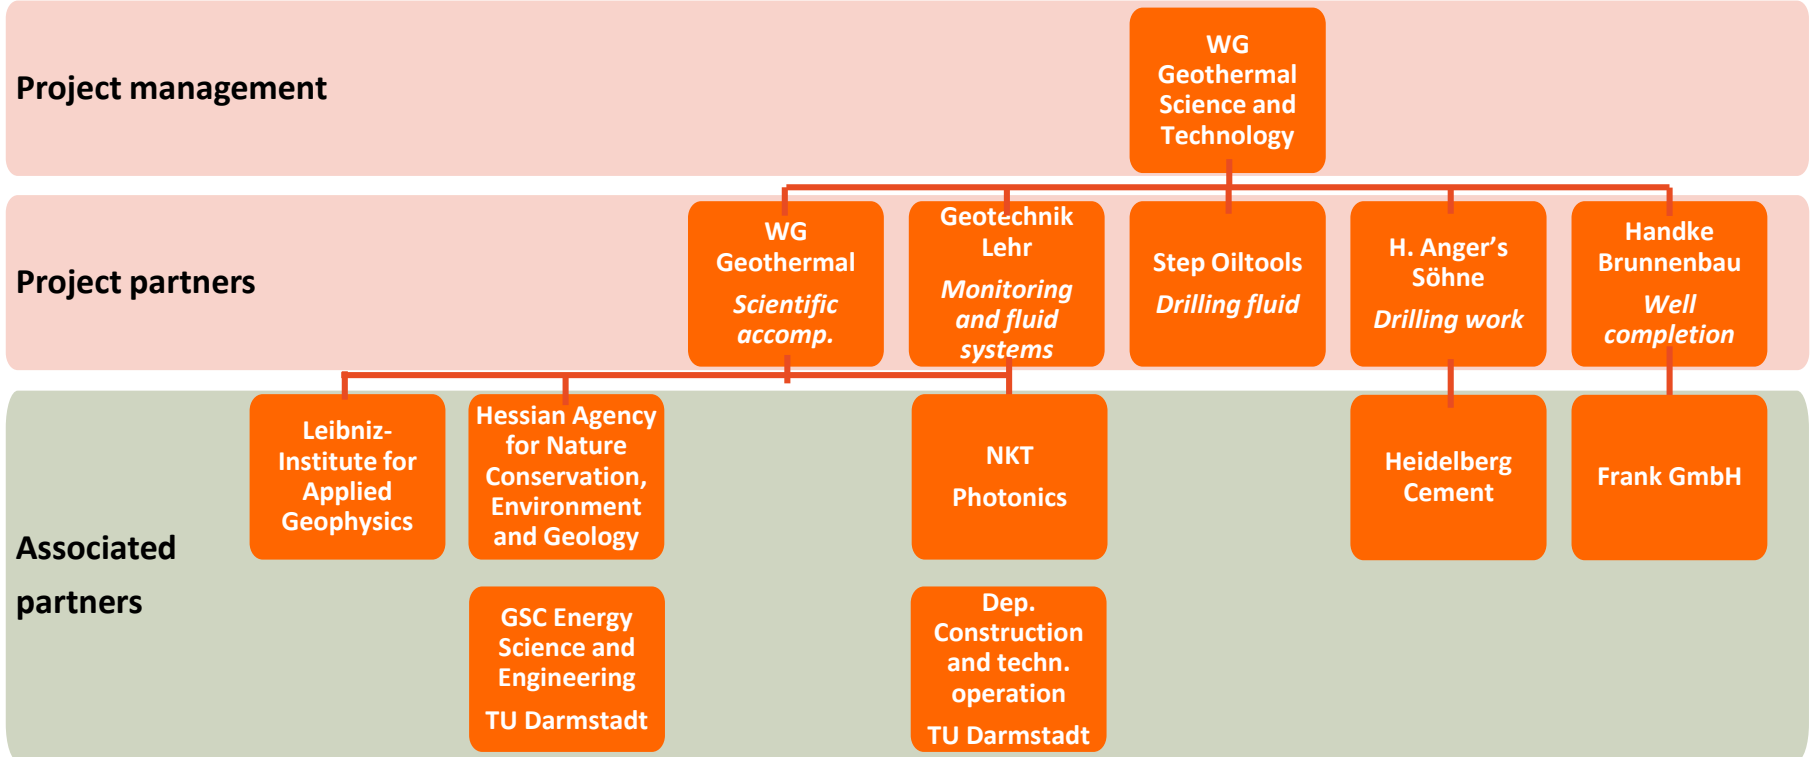 Project management
WG
Geothermal
Science and
Technology
Project partners
WG
Geothermal
Scientific
accomp.
Geotechnik
Lehr
Monitoring
and fluid
systems
Step Oiltools
Drilling fluid
H. Anger’s
Söhne
Drilling work
Handke
Brunnenbau
Well
completion
Associated
partners
Leibniz-
Institute for
Applied
Geophysics
Hessian Agency
for Nature
Conservation,
Environment
and Geology
NKT
Photonics
Heidelberg
Cement
Frank GmbH
GSC Energy
Science and
Engineering
TU Darmstadt
Dep.
Construction
and techn.
operation
TU Darmstadt